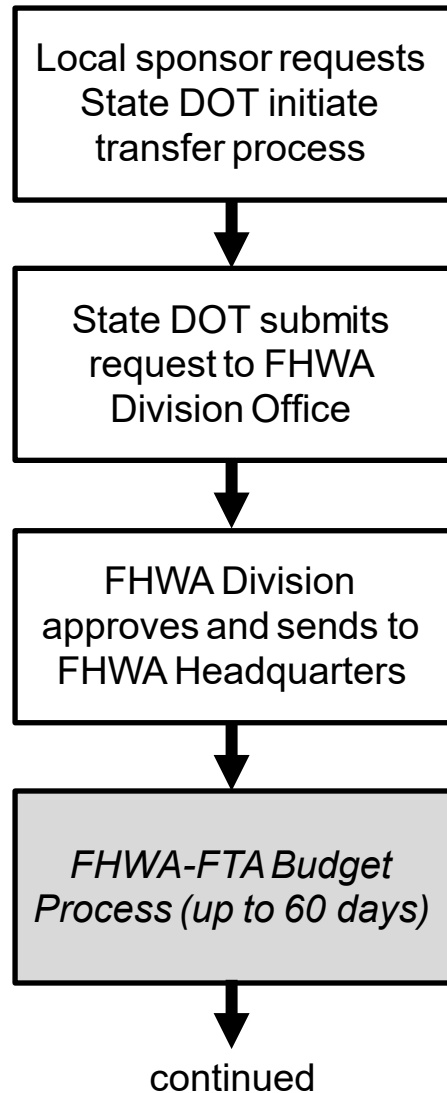 Local sponsor requests
State DOT initiate
transfer process
State DOT submits
request to FHWA
Division Office
FHWA Division
approves and sends to
FHWA Headquarters
FHWA-FTA Budget
Process (up to 60 days)
continued